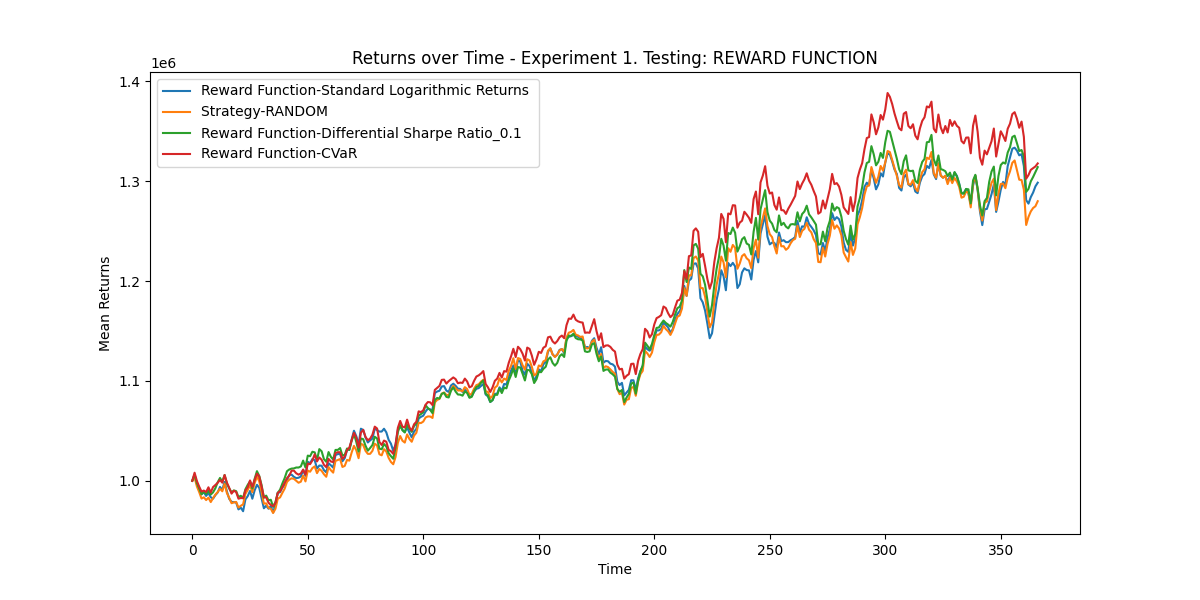 Returns over Time - Experiment 1. Testing: REWARD FUNCTION
1e6
1.4
1.3
1.2
1.1
1.0
Mean Returns
Reward Function-Standard Logarithmic Returns
Strategy-RANDOM
Reward Function-Differential Sharpe Ratio_0.1
Reward Function-CVaR
0
50
100
150
200
250
300
350
Time